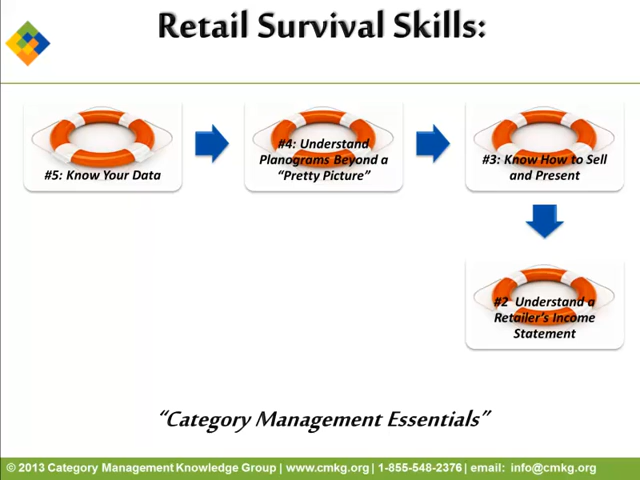 Retail Survival Skills:
#5: Know Your Data
#4: Understand
Planograms Beyond a
“Pretty Picture”
#3: Know How to Sell
and Present
#2  Understand a
Retailer’s Income
Statement
“Category Management Essentials”
© 2013 Category Management Knowledge Group | www.cmkg.org | 1-855-548-2376 | email:  info@cmkg.org